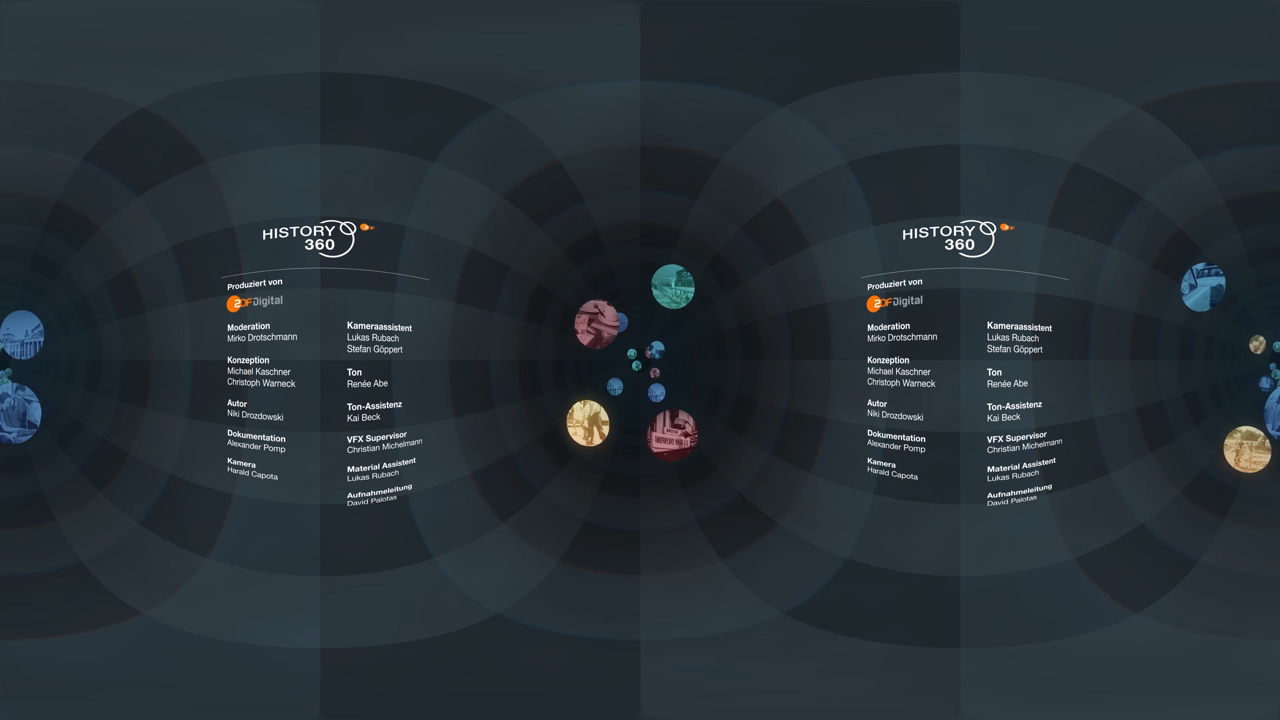 HISTORY
360
Produziert von
ZDF Digital
Moderation
Mirko Drotschmann
Konzeption
Michael Kaschner
Christoph Warneck
Autor
Niki Drozdowski
Dokumentation
Alexander Pomp
Kamera
Harald Capota
Kameraassistent
Lukas Rubach
Stefan Göppert
Ton
Renée Abe
Ton-Assistenz
Kai Beck
VFX Supervisor
Christian Michelmann
Material Assistent
Lukas Rubach
Aufnahmeleitung
David Palotas
HISTORY
360
Produziert von
ZDF Digital
Moderation
Mirko Drotschmann
Konzeption
Michael Kaschner
Christoph Warneck
Autor
Niki Drozdowski
Dokumentation
Alexander Pomp
Kamera
Harald Capota
Kameraassistent
Lukas Rubach
Stefan Göppert
Ton
Renée Abe
Ton-Assistenz
Kai Beck
VFX Supervisor
Christian Michelmann
Material Assistent
Lukas Rubach
Aufnahmeleitung
David Palotas